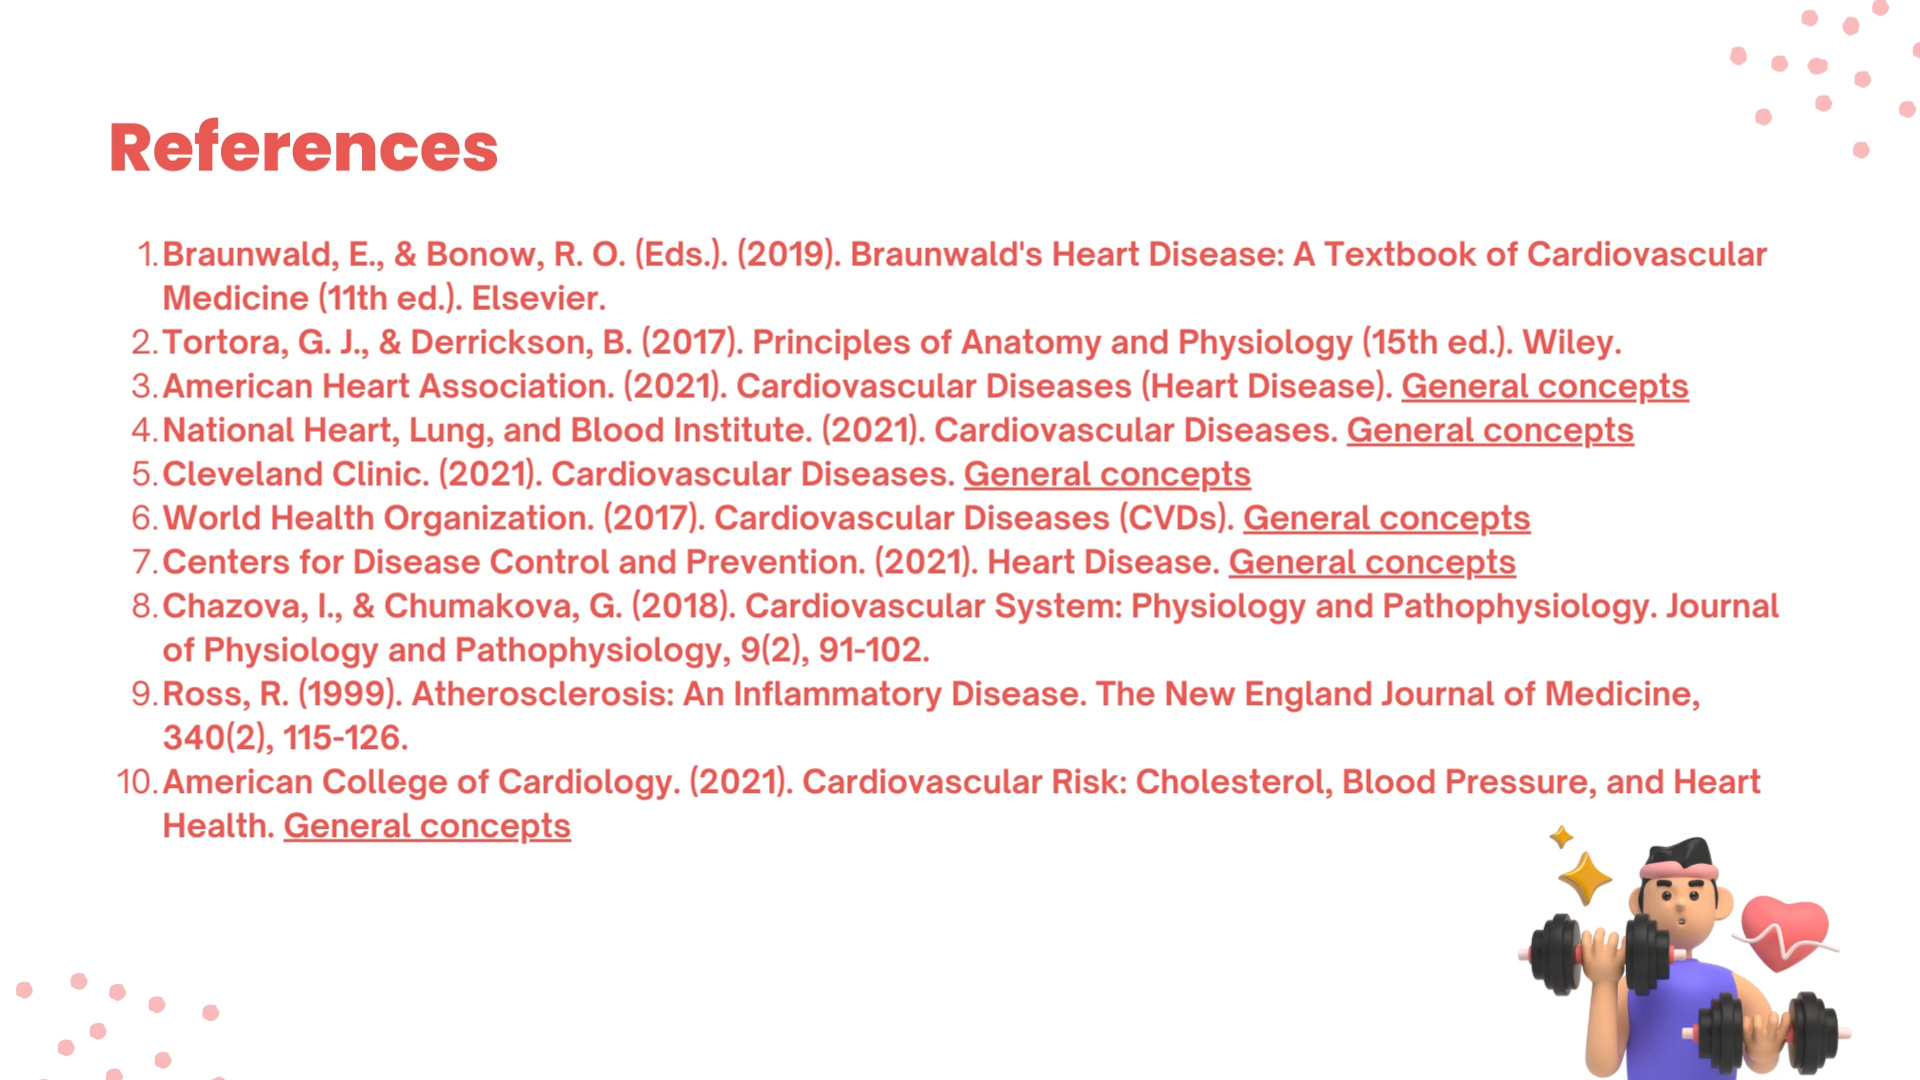 References
1. Braunwald, E., & Bonow, R. O. (Eds.). (2019). Braunwald's Heart Disease: A Textbook of Cardiovascular
Medicine (11th ed.). Elsevier.
2. Tortora, G. J., & Derrickson, B. (2017). Principles of Anatomy and Physiology (15th ed.). Wiley.
3. American Heart Association. (2021). Cardiovascular Diseases (Heart Disease). General concepts
4. National Heart, Lung, and Blood Institute. (2021). Cardiovascular Diseases. General concepts
5. Cleveland Clinic. (2021). Cardiovascular Diseases. General concepts
6. World Health Organization. (2017). Cardiovascular Diseases (CVDs). General concepts
7. Centers for Disease Control and Prevention. (2021). Heart Disease. General concepts
8. Chazova, I., & Chumakova, G. (2018). Cardiovascular System: Physiology and Pathophysiology. Journal
of Physiology and Pathophysiology, 9(2), 91-102.
9. Ross, R. (1999). Atherosclerosis: An Inflammatory Disease. The New England Journal of Medicine,
340(2), 115-126.
10. American College of Cardiology. (2021). Cardiovascular Risk: Cholesterol, Blood Pressure, and Heart
Health. General concepts